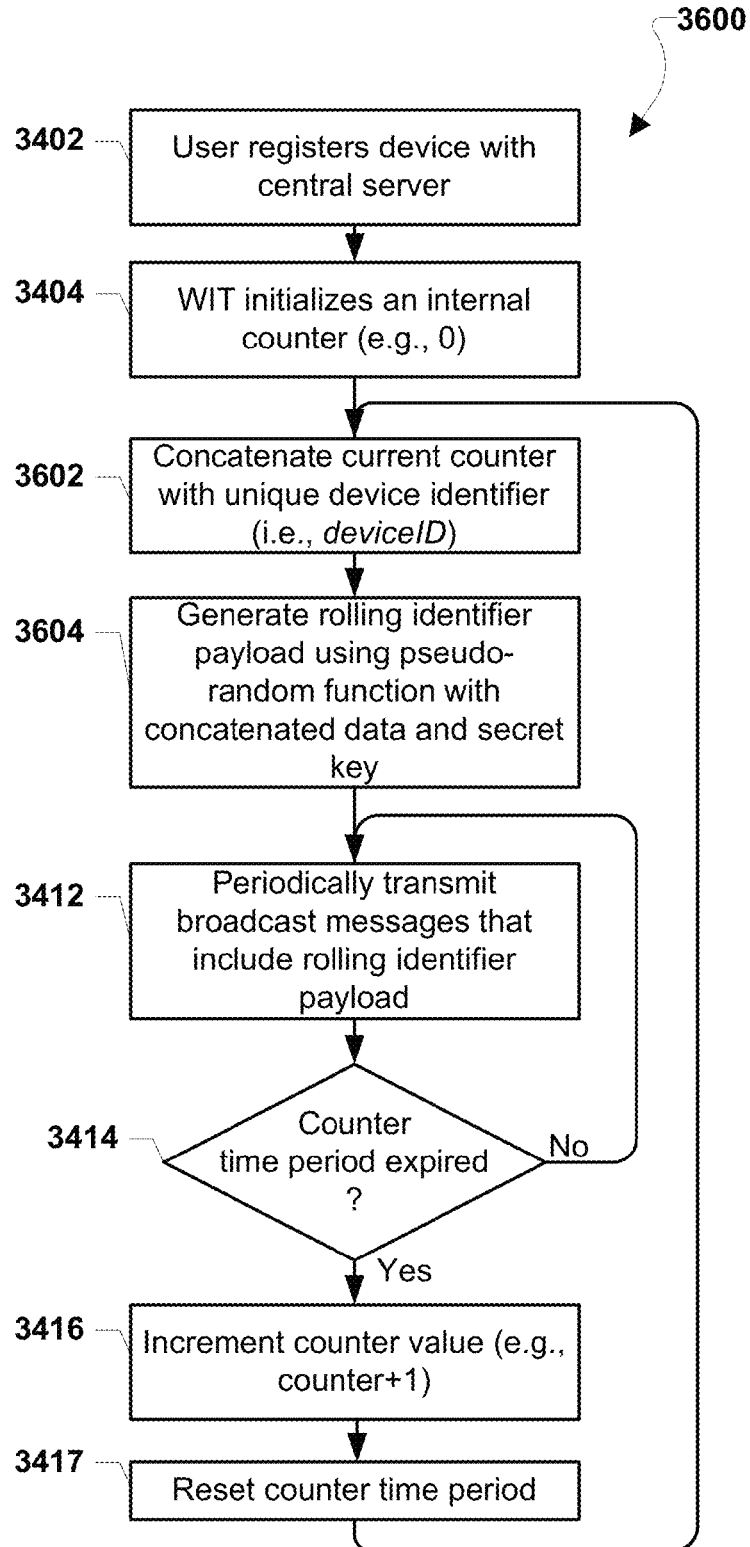 3600
3402
User registers device with
central server
3404
WIT initializes an internal
counter (e.g., 0)
3602
Concatenate current counter
with unique device identifier
(i.e., deviceID)
3604
Generate rolling identifier
payload using pseudo-
random function with
concatenated data and secret
key
3412
Periodically transmit
broadcast messages that
include rolling identifier
payload
3414
Counter
time period expired
?
No
Yes
3416
Increment counter value (e.g.,
counter+1)
3417
Reset counter time period